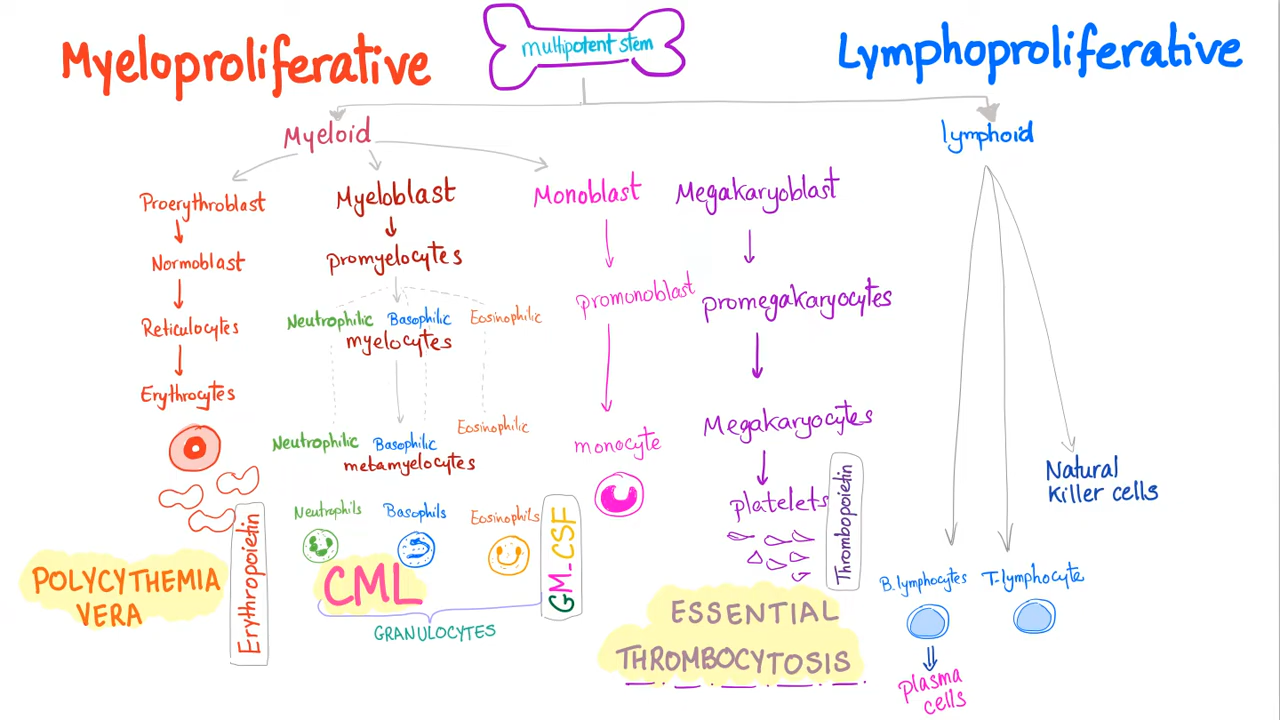 Myeloproliferative
multipotent stem
Lymphoproliferative
Myeloid
lymphoid
Proerythroblast
Normoblast
Reticulocytes
Erythrocytes
Erythropoietin
POLYCYTHEMIA
VERA
Myeloblast
promyelocytes
Neutrophilic Basophilic Eosinophilic
myelocytes
Neutrophilic Basophilic Eosinophilic
metamyelocytes
Neutrophils Basophils Eosinophils
CML
GRANULOCYTES
GM_CSF
Monoblast
promonoblast
monocyte
Megakaryoblast
promegakaryocytes
Megakaryocytes
platelets
Thrombopoietin
ESSENTIAL
THROMBOCYTOSIS
Natural
Killer cells
B.lymphocytes
T-lymphocyte
plasma
cells